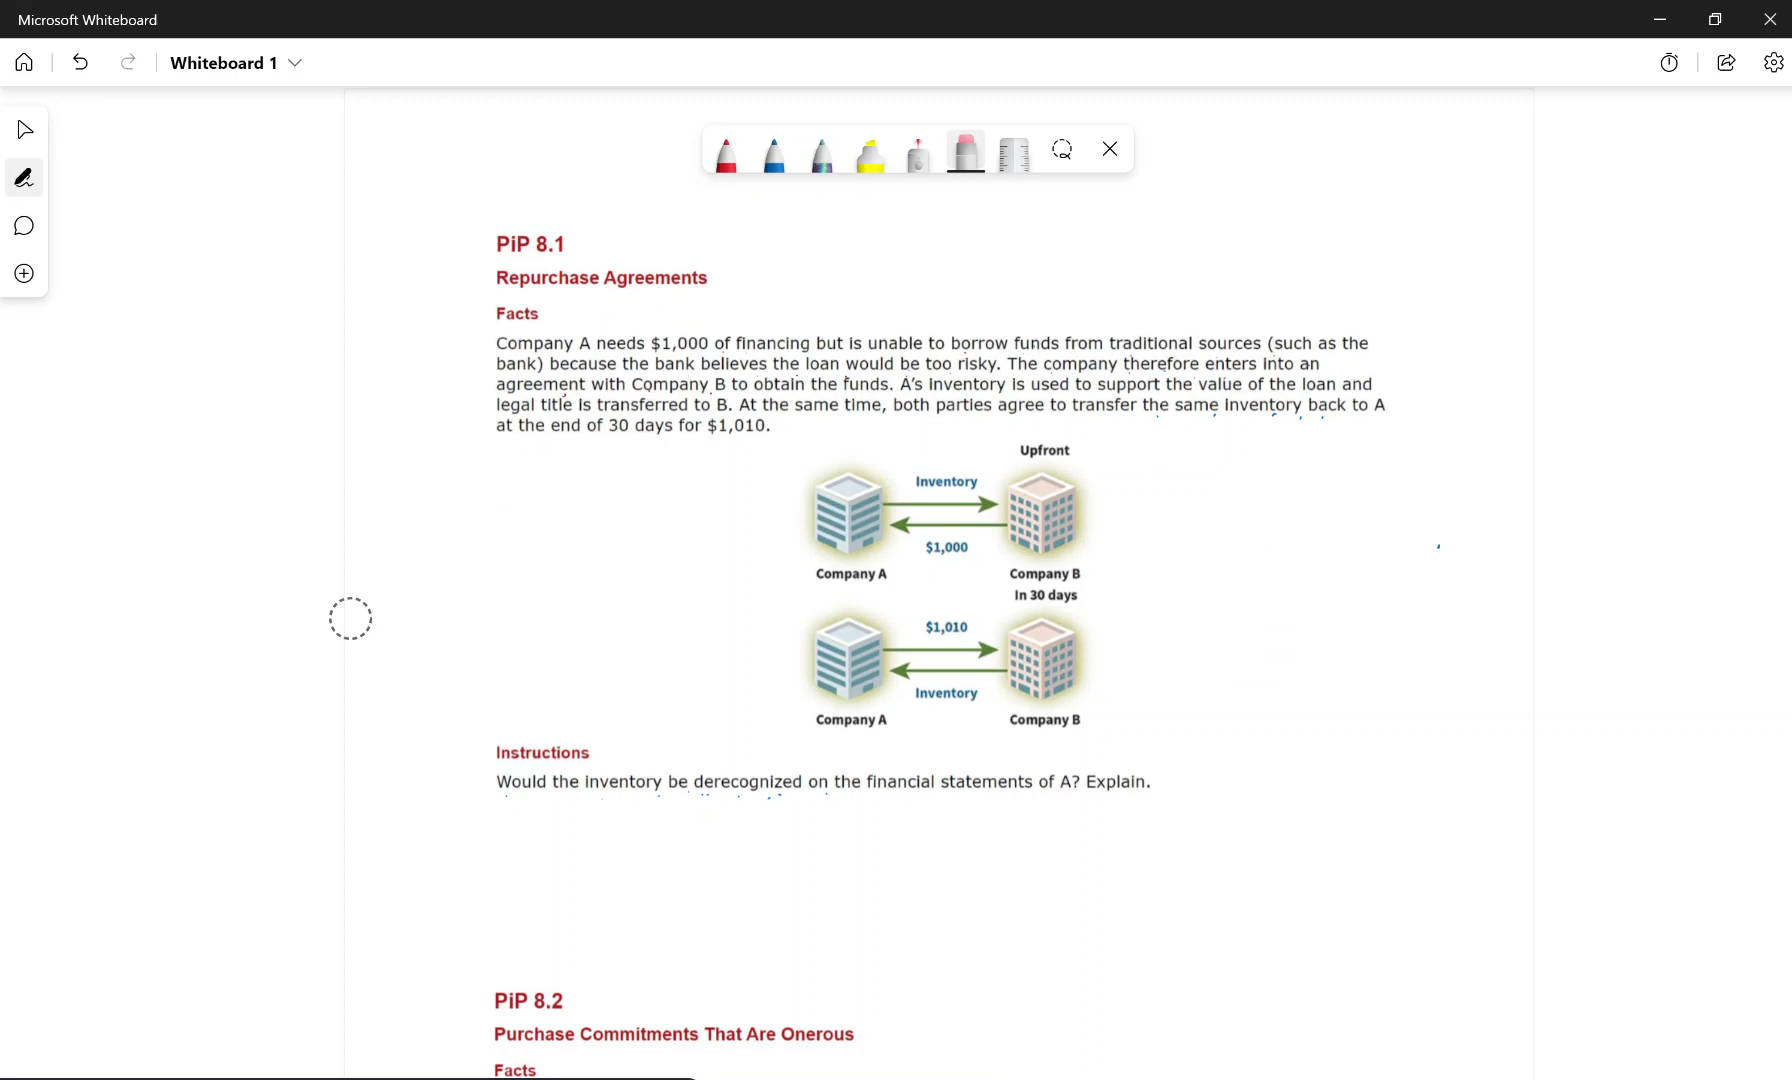 Microsoft Whiteboard
Whiteboard 1
PiP 8.1
Repurchase Agreements
Facts
Company A needs $1,000 of financing but is unable to borrow funds from traditional sources (such as the
bank) because the bank believes the loan would be too risky. The company therefore enters into an
agreement with Company B to obtain the funds. A's inventory is used to support the value of the loan and
legal title is transferred to B. At the same time, both parties agree to transfer the same inventory back to A
at the end of 30 days for $1,010.
Upfront
Inventory
$1,000
Company A
Company B
In 30 days
$1,010
Inventory
Company A
Company B
Instructions
Would the inventory be derecognized on the financial statements of A? Explain.
PiP 8.2
Purchase Commitments That Are Onerous
Facts